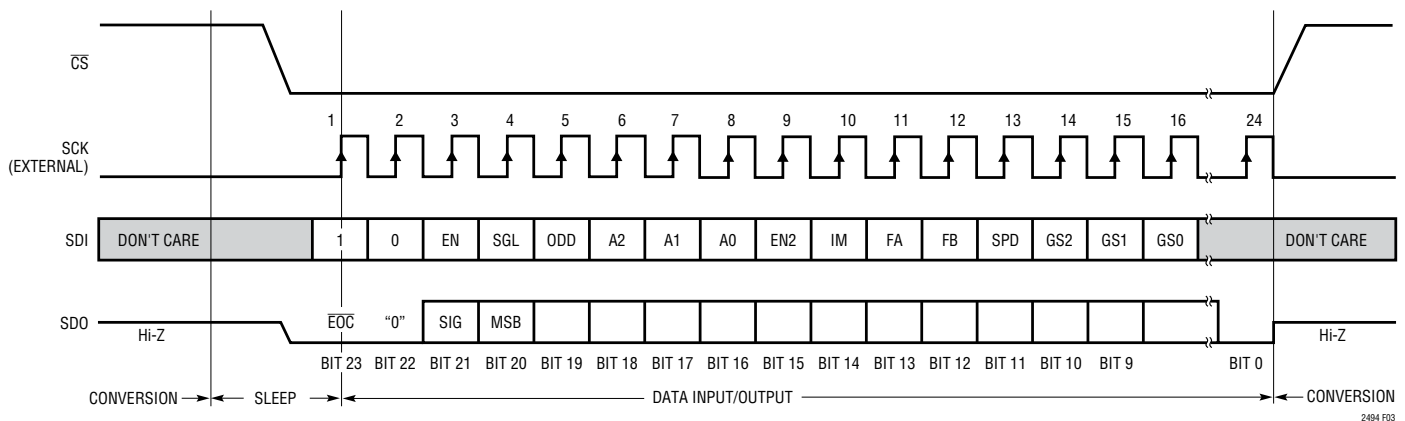 CS
1 2 3 4 5 6 7 8 9 10 11 12 13 14 15 16 24
SCK
(EXTERNAL)
SDI DON'T CARE 1 0 EN SGL ODD A2 A1 A0 EN2 IM FA FB SPD GS2 GS1 GS0 DON'T CARE
SDO EOC “0” SIG MSB
Hi-Z Hi-Z
BIT 23 BIT 22 BIT 21 BIT 20 BIT 19 BIT 18 BIT 17 BIT 16 BIT 15 BIT 14 BIT 13 BIT 12 BIT 11 BIT 10 BIT 9 BIT 0
CONVERSION SLEEP DATA INPUT/OUTPUT CONVERSION
2494 F03